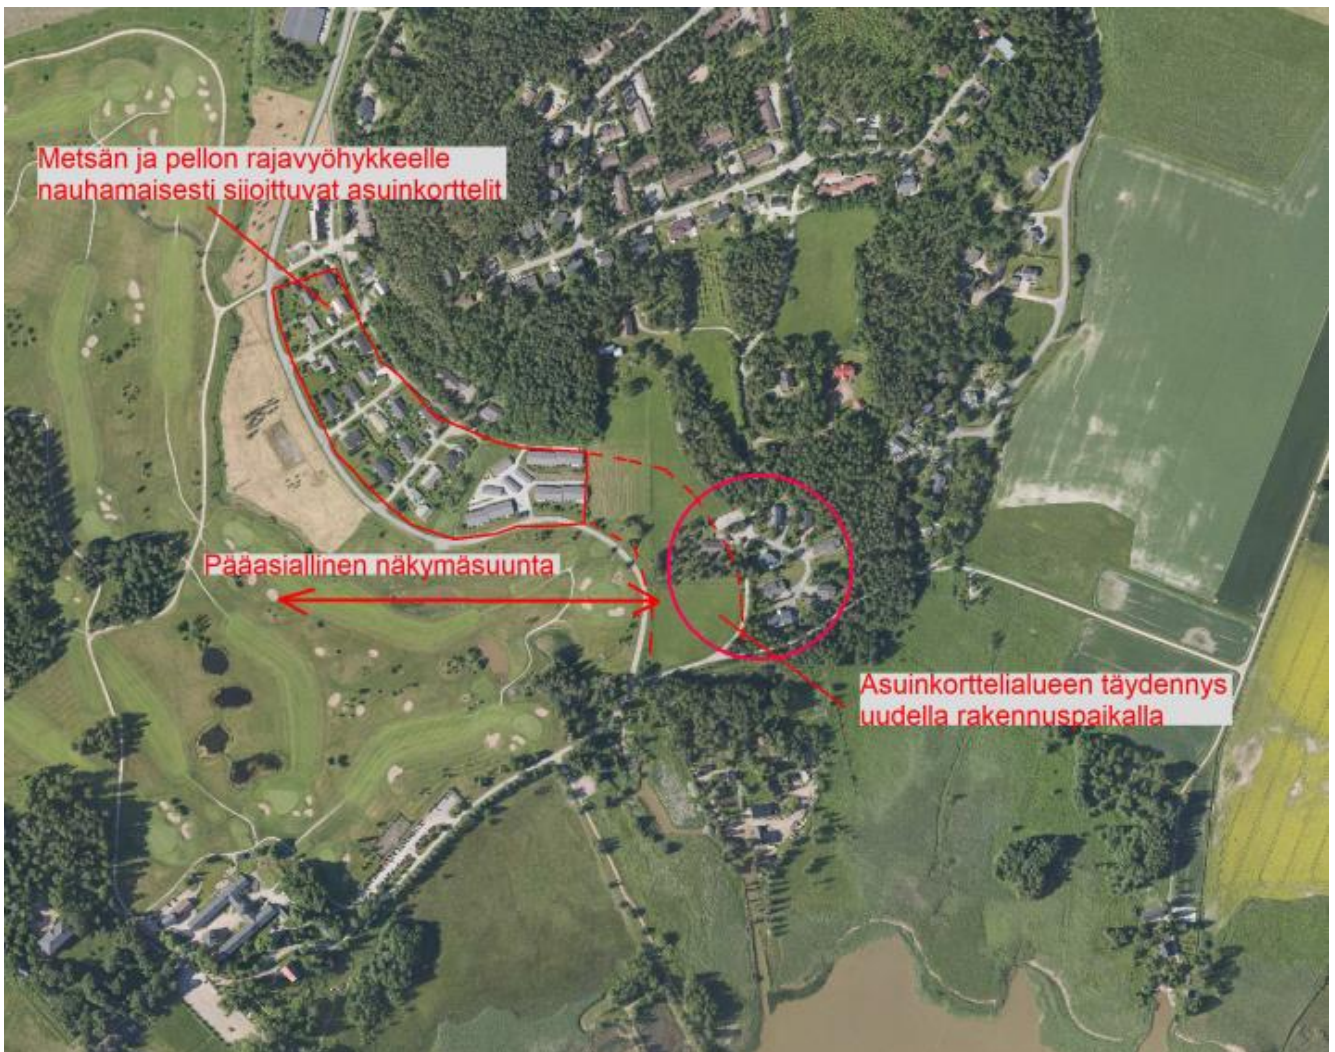 Metsän ja pellon rajavyöhykkeelle
nauhamaisesti sijoittuvat asuinkorttelit
Pääasiallinen näkymäsuunta
Asuinkorttelialueen täydennys
uudella rakennuspaikalla